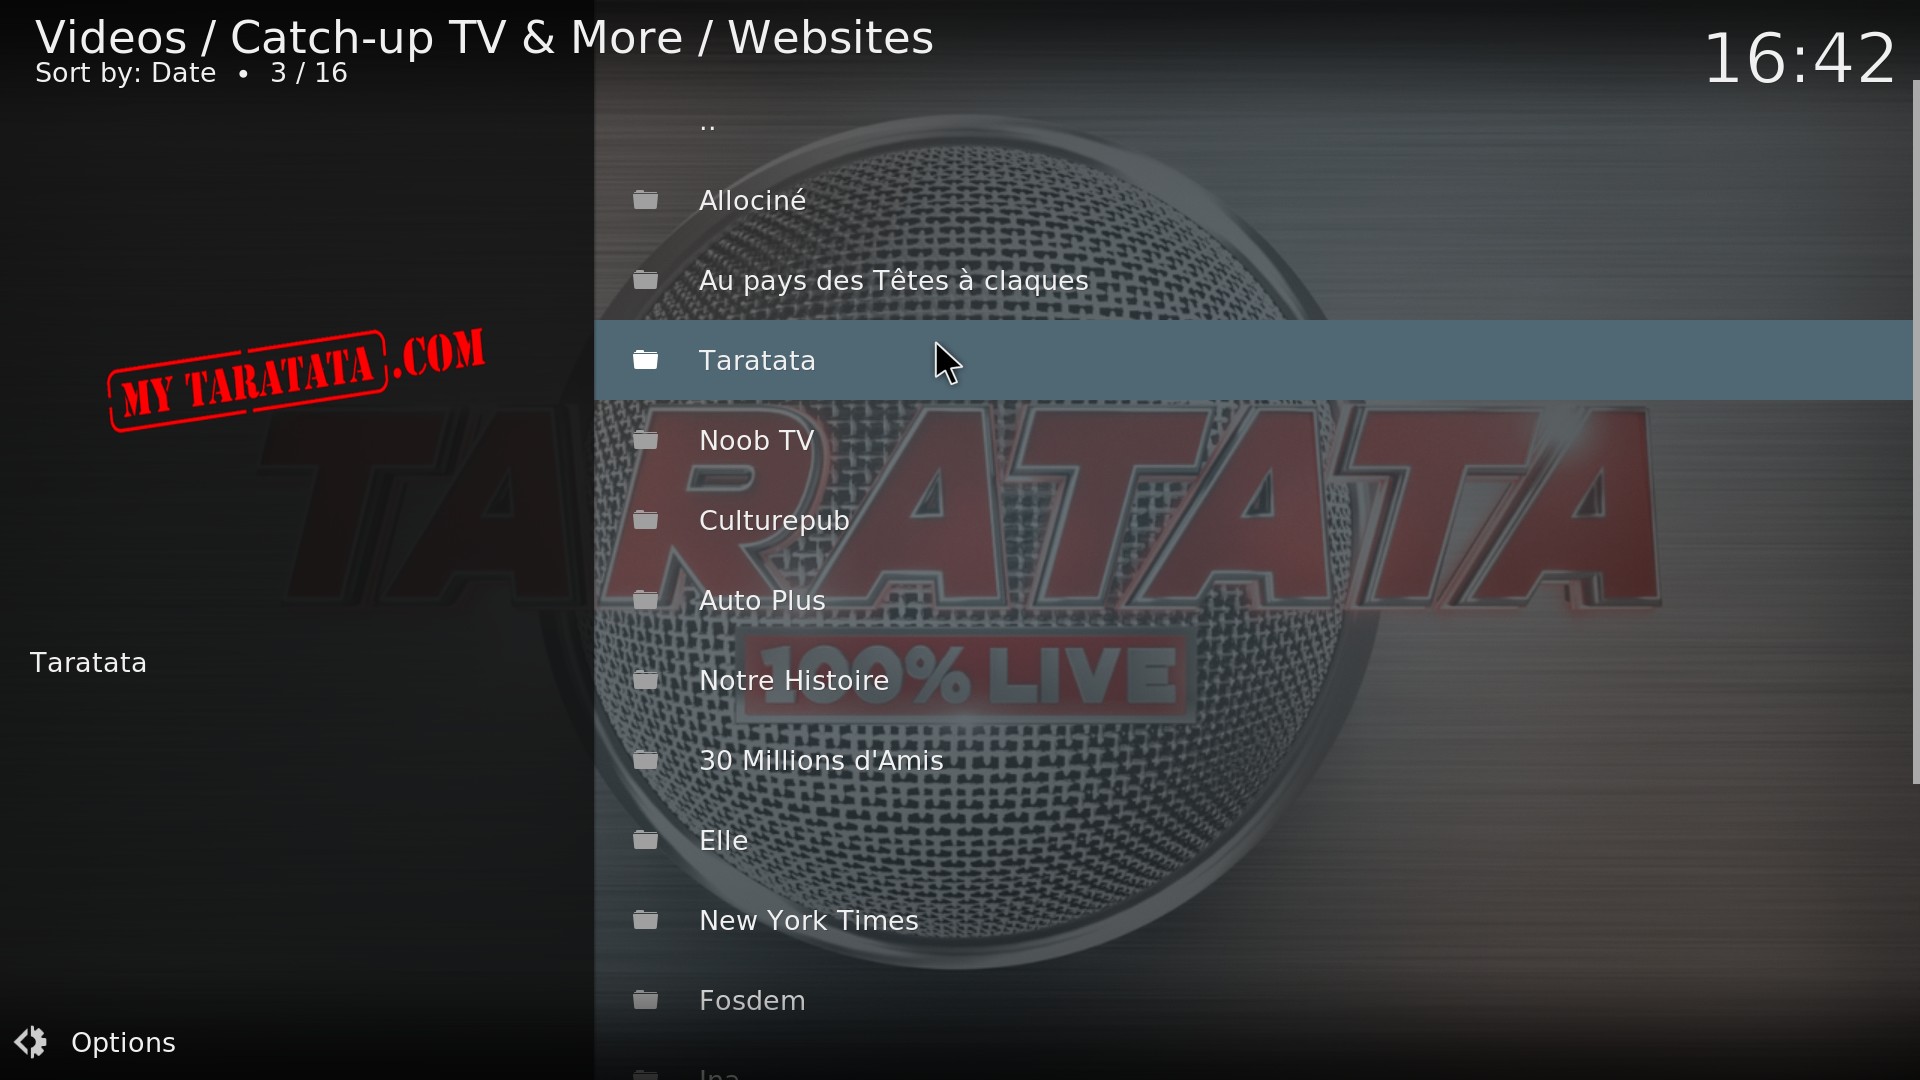 Videos / Catch-up TV & More / Websites
Sort by: Date • 3 / 16
16:42
..
Allociné
Au pays des Têtes à claques
Taratata
Noob TV
Culturepub
Auto Plus
Notre Histoire
30 Millions d'Amis
Elle
New York Times
Fosdem
Ina
MY TARATATA.COM
Taratata
TARATATA
100% LIVE
Options